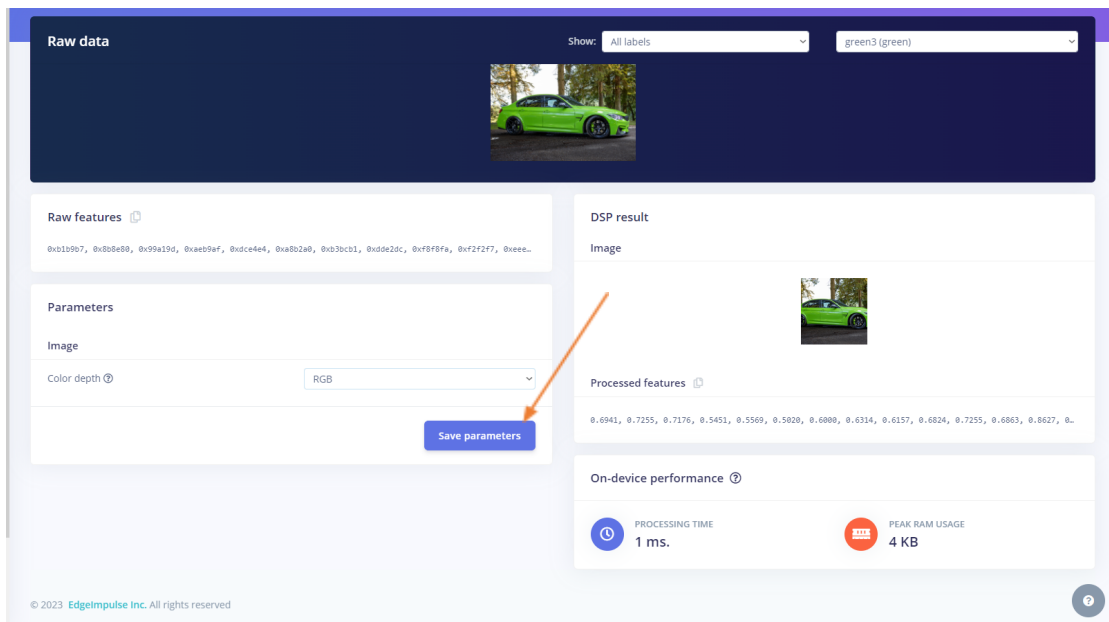 Raw data
Show: All labels green3 (green)
Raw features
0xb1b9b7, 0x8b8e80, 0x99a19d, 0xaeb9af, 0xdce4e4, 0xa8b2a0, 0xb3bcb1, 0xdde2dc, 0xf8f8fa, 0xf2f2f7, 0xeee…
Parameters
Image
Color depth
RGB
Save parameters
DSP result
Image
Processed features
0.6941, 0.7255, 0.7176, 0.5451, 0.5569, 0.5020, 0.6000, 0.6314, 0.6157, 0.6824, 0.7255, 0.6863, 0.8627, 0…
On-device performance
PROCESSING TIME
1 ms.
PEAK RAM USAGE
4 KB
© 2023 EdgeImpulse Inc. All rights reserved